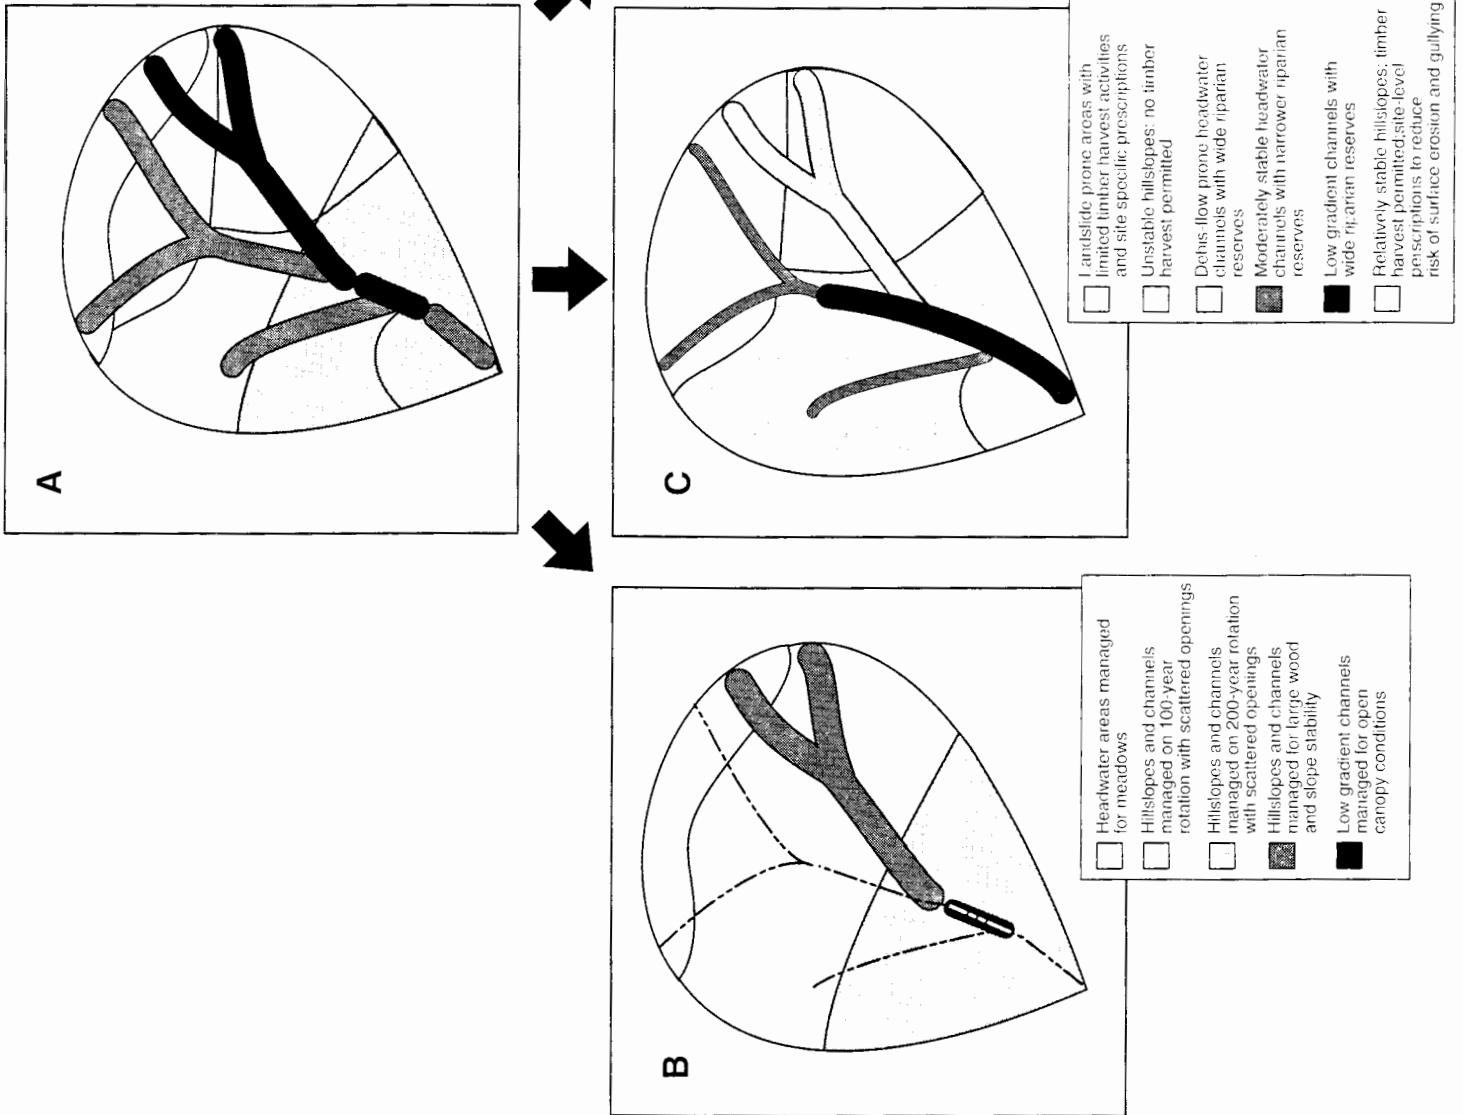 A
B
Headwater areas managed
for meadows
Hillslopes and channels
managed on 100-year
rotation with scattered openings
Hillslopes and channels
managed on 200-year rotation
with scattered openings
Hillslopes and channels
managed for large wood
and slope stability
Low gradient channels
managed for open
canopy conditions
C
Landslide prone areas with
limited timber harvest activities
and site specific prescriptions
Unstable hillslopes: no timber
harvest permitted
Debris-flow prone headwater
channels with wide riparian
reserves
Moderately stable headwater
channels with narrower riparian
reserves
Low gradient channels with
wide riparian reserves
Relatively stable hillslopes: timber
harvest permitted;site-level
perscriptions to reduce
risk of surface erosion and gullying